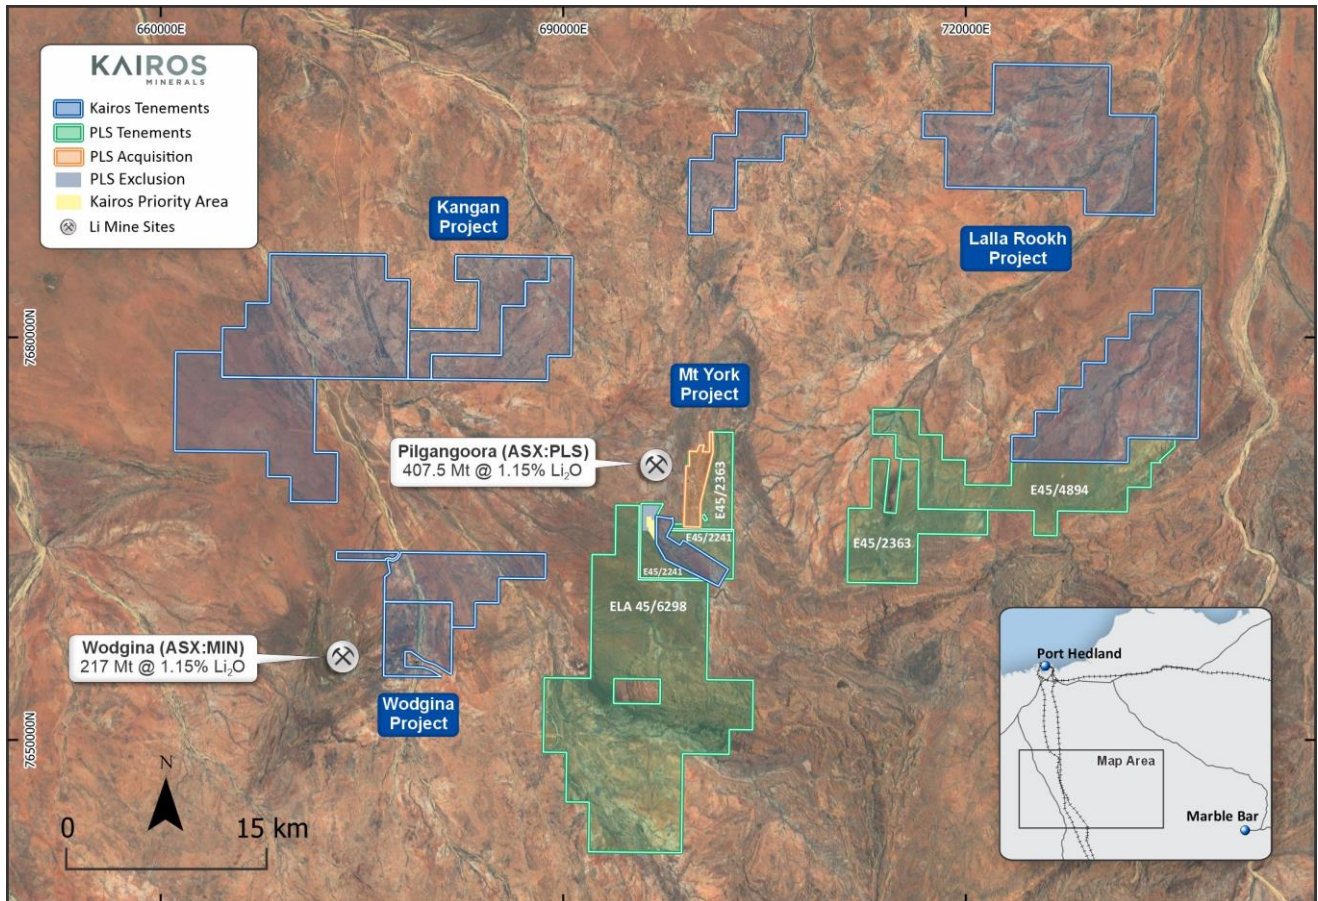 660000E
690000E
720000E
KAIROS
MINERALS
Kairos Tenements
PLS Tenements
PLS Acquisition
PLS Exclusion
Kairos Priority Area
Li Mine Sites
Kangan
Project
Lalla Rookh
Project
7680000N
Mt York
Project
Pilgangoora (ASX:PLS)
407.5 Mt @ 1.15% Li₂O
E45/2363
E45/4894
E45/2241
E45/2363
E45/2241
ELA 45/6298
Wodgina (ASX:MIN)
217 Mt @ 1.15% Li₂O
Wodgina
Project
7650000N
N
0 15 km
Port Hedland
Map Area
Marble Bar